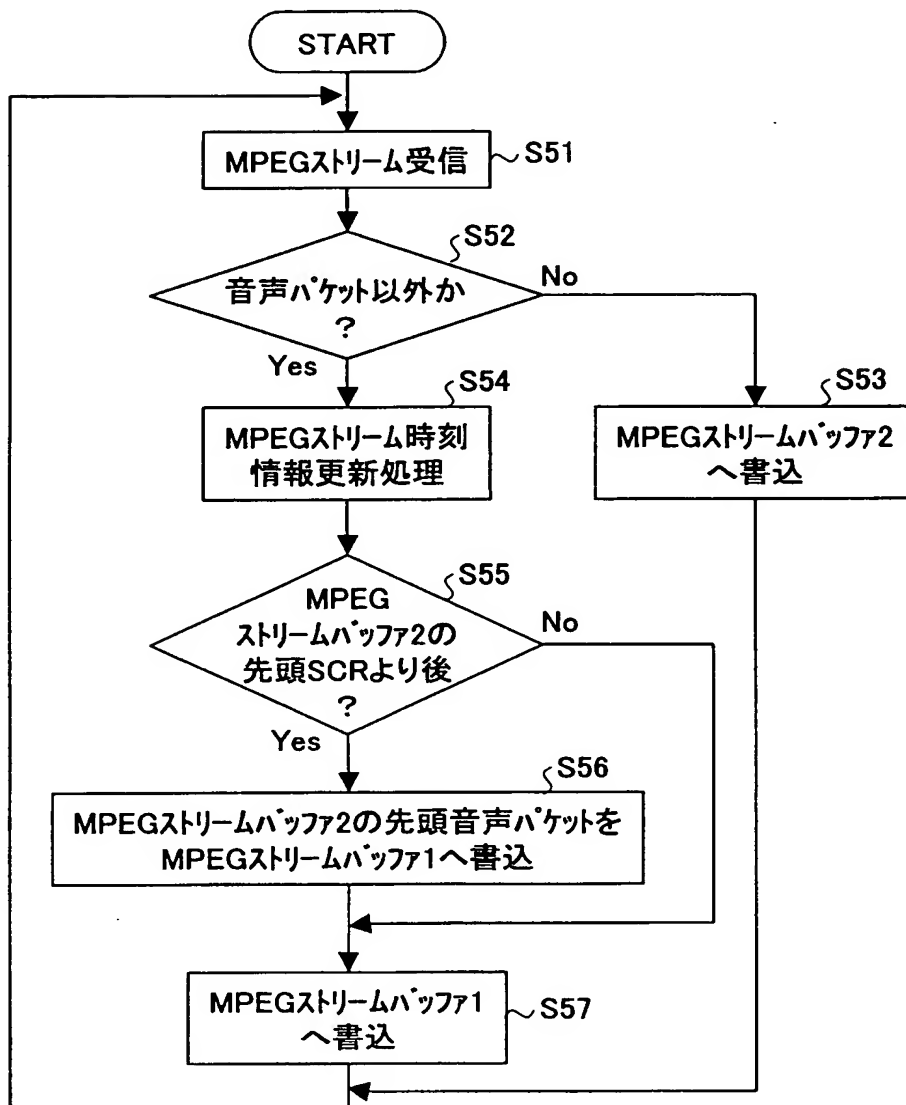 START
MPEGｽﾄﾘｰﾑ受信
S51
S52
音声ﾊﾟｹｯﾄ以外か
?
No
Yes
S54
MPEGｽﾄﾘｰﾑ時刻
情報更新処理
S53
MPEGｽﾄﾘｰﾑﾊﾞｯﾌｧ2
へ書込
S55
MPEG
ｽﾄﾘｰﾑﾊﾞｯﾌｧ2の
先頭SCRより後
?
No
Yes
S56
MPEGｽﾄﾘｰﾑﾊﾞｯﾌｧ2の先頭音声ﾊﾟｹｯﾄを
MPEGｽﾄﾘｰﾑﾊﾞｯﾌｧ1へ書込
MPEGｽﾄﾘｰﾑﾊﾞｯﾌｧ1
へ書込
S57